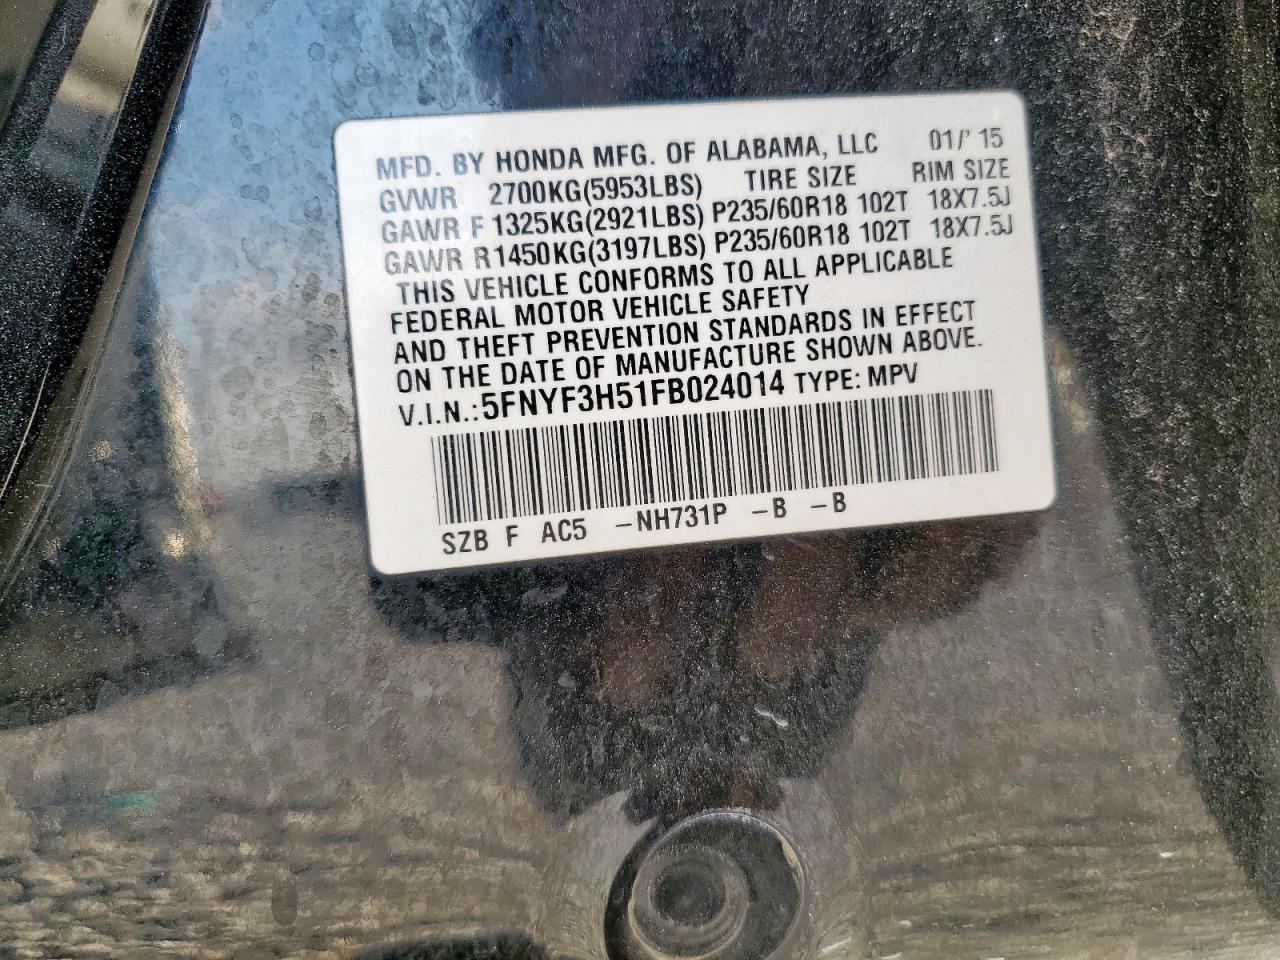 MFD. BY HONDA MFG. OF ALABAMA, LLC 01/' 15
GVWR 2700KG(5953LBS) TIRE SIZE RIM SIZE
GAWR F 1325KG(2921LBS) P235/60R18 102T 18X7.5J
GAWR R1450KG(3197LBS) P235/60R18 102T 18X7.5J
THIS VEHICLE CONFORMS TO ALL APPLICABLE
FEDERAL MOTOR VEHICLE SAFETY
AND THEFT PREVENTION STANDARDS IN EFFECT
ON THE DATE OF MANUFACTURE SHOWN ABOVE.
V.I.N.: 5FNYF3H51FB024014 TYPE: MPV
SZB F AC5 -NH731P -B -B